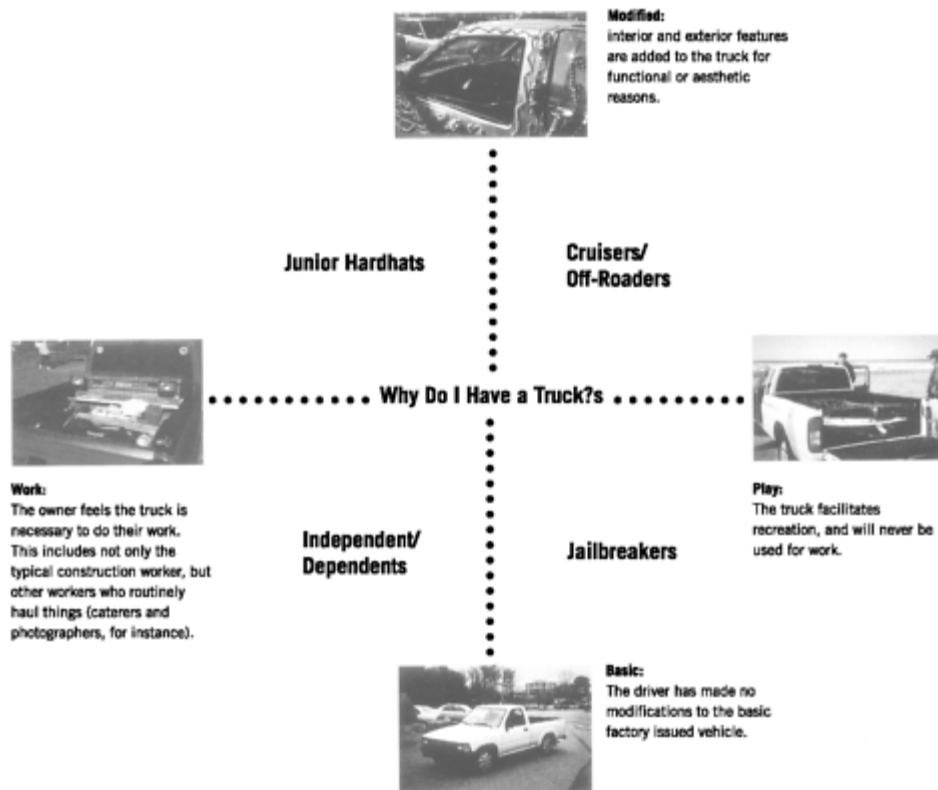 Modified:
interior and exterior features
are added to the truck for
functional or aesthetic
reasons.
Junior Hardhats
Cruisers/
Off-Roaders
Why Do I Have a Truck?s
Work:
The owner feels the truck is
necessary to do their work.
This includes not only the
typical construction worker, but
other workers who routinely
haul things (caterers and
photographers, for instance).
Play:
The truck facilitates
recreation, and will never be
used for work.
Independent/
Dependents
Jailbreakers
Basic:
The driver has made no
modifications to the basic
factory issued vehicle.